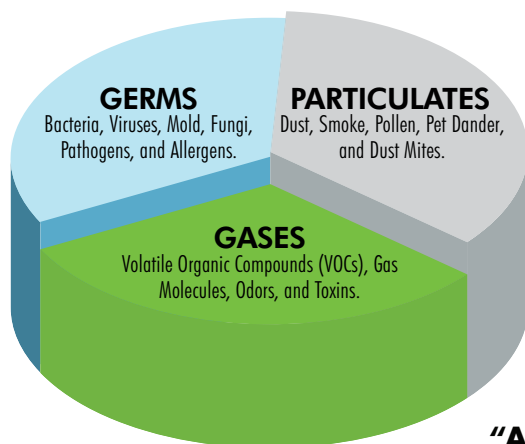 GERMS
Bacteria, Viruses, Mold, Fungi,
Pathogens, and Allergens.
PARTICULATES
Dust, Smoke, Pollen, Pet Dander,
and Dust Mites.
GASES
Volatile Organic Compounds (VOCs), Gas
Molecules, Odors, and Toxins.
“A